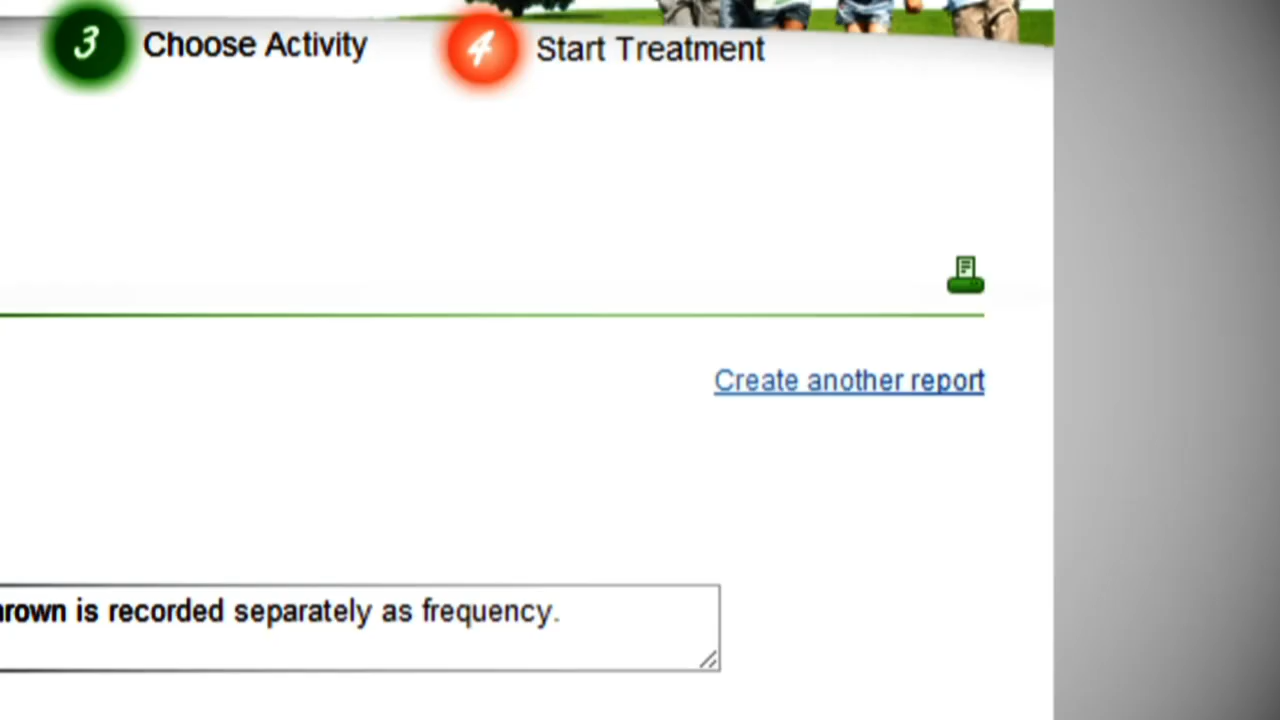 3 Choose Activity 4 Start Treatment
Create another report
is recorded separately as frequency.